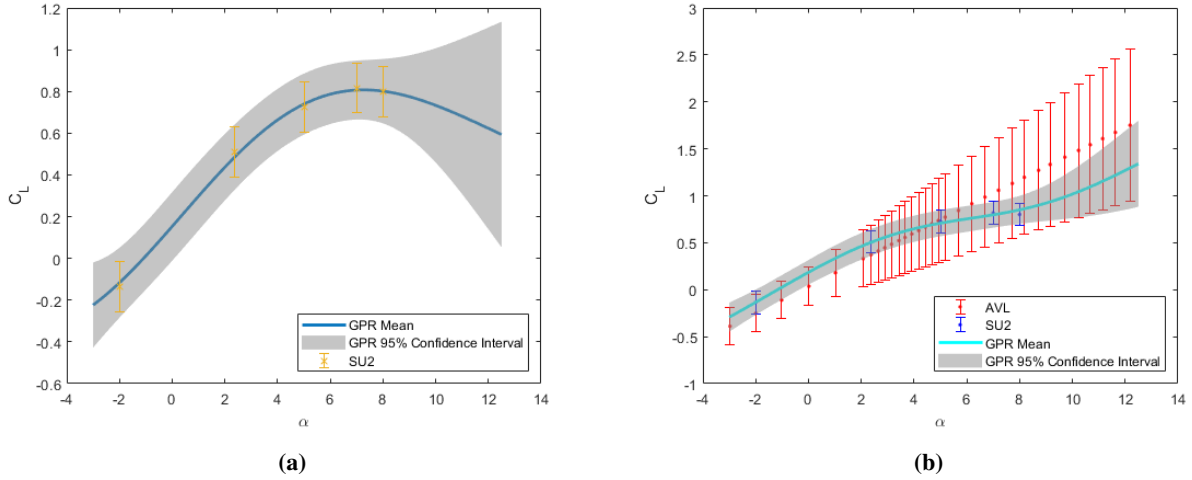 1.2
1
0.8
0.6
0.4
0.2
0
-0.2
-0.4
-0.6
C_L
-4 -2 0 2 4 6 8 10 12 14
α
GPR Mean
GPR 95% Confidence Interval
SU2
(a)
3
2.5
2
1.5
1
0.5
0
-0.5
-1
C_L
-4 -2 0 2 4 6 8 10 12 14
α
AVL
SU2
GPR Mean
GPR 95% Confidence Interval
(b)